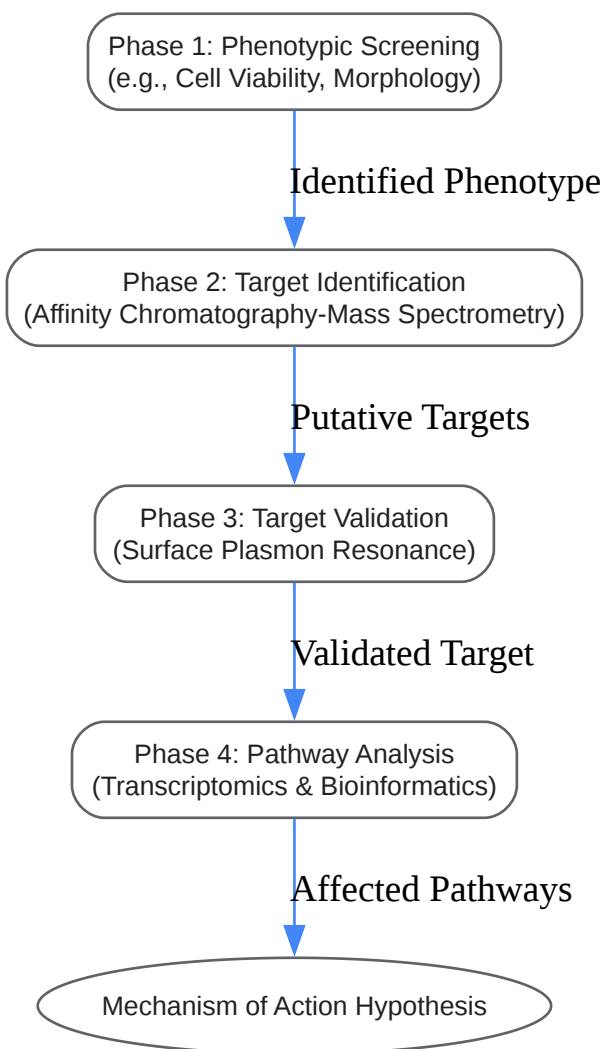 Phase 1: Phenotypic Screening
(e.g., Cell Viability, Morphology)
Identified Phenotype
Phase 2: Target Identification
(Affinity Chromatography-Mass Spectrometry)
Putative Targets
Phase 3: Target Validation
(Surface Plasmon Resonance)
Validated Target
Phase 4: Pathway Analysis
(Transcriptomics & Bioinformatics)
Affected Pathways
Mechanism of Action Hypothesis